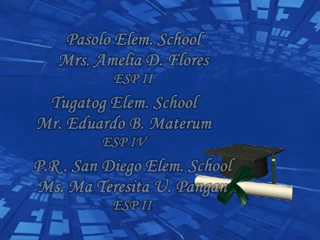 Pasolo Elem. School
Mrs. Amelia D. Flores
ESP II
Tugatog Elem. School
Mr. Eduardo B. Materum
ESP IV
P.R. San Diego Elem. School
Ms. Ma Teresita U. Pangan
ESP II